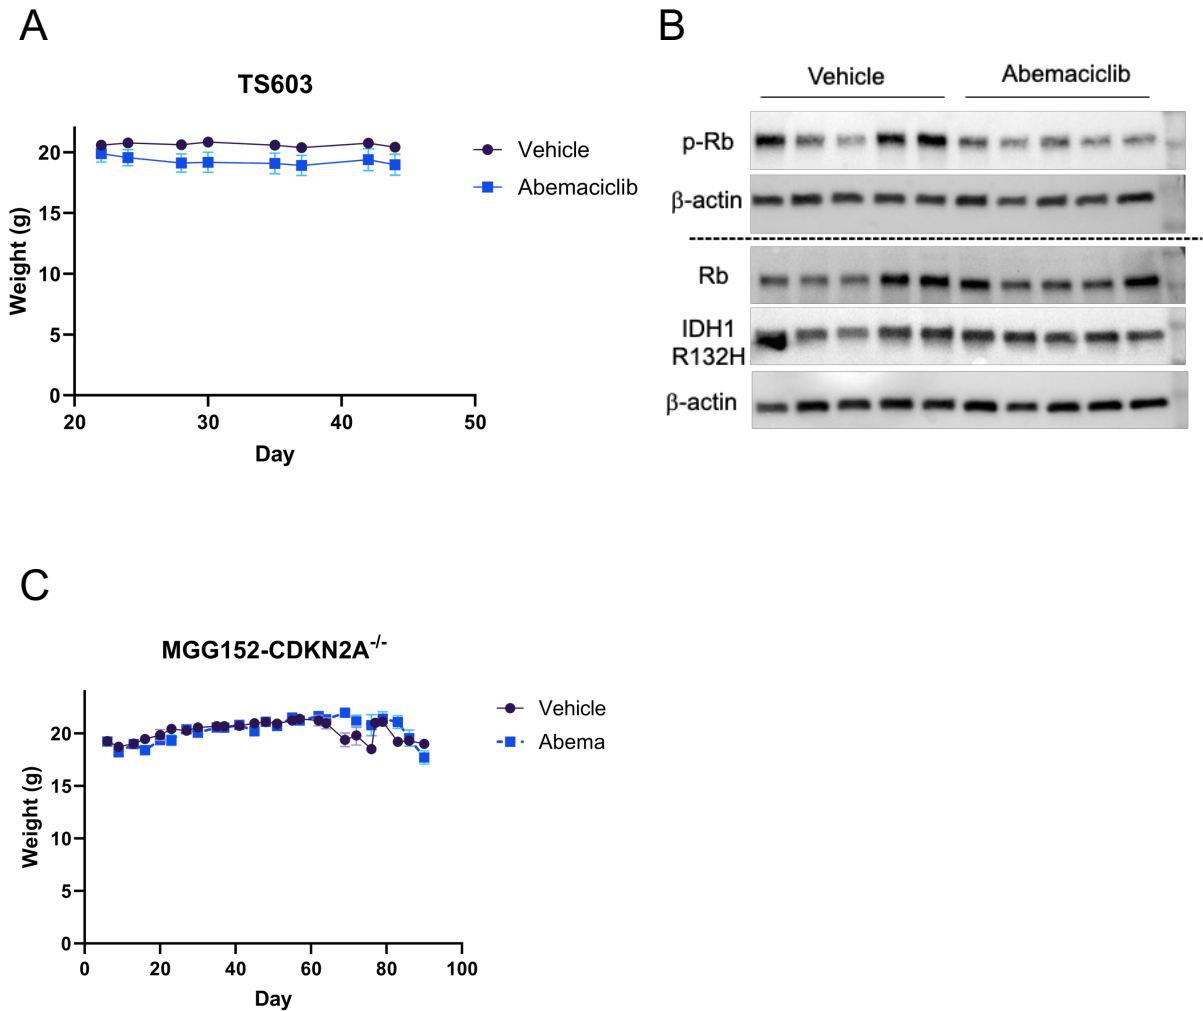 A
TS603
20
15
10
5
0
Weight (g)
20 30 40 50
Day
Vehicle
Abemaciclib
B
Vehicle Abemaciclib
p-Rb
β-actin
Rb
IDH1
R132H
β-actin
C
MGG152-CDKN2A-/-
20
15
10
5
0
Weight (g)
0 20 40 60 80 100
Day
Vehicle
Abema